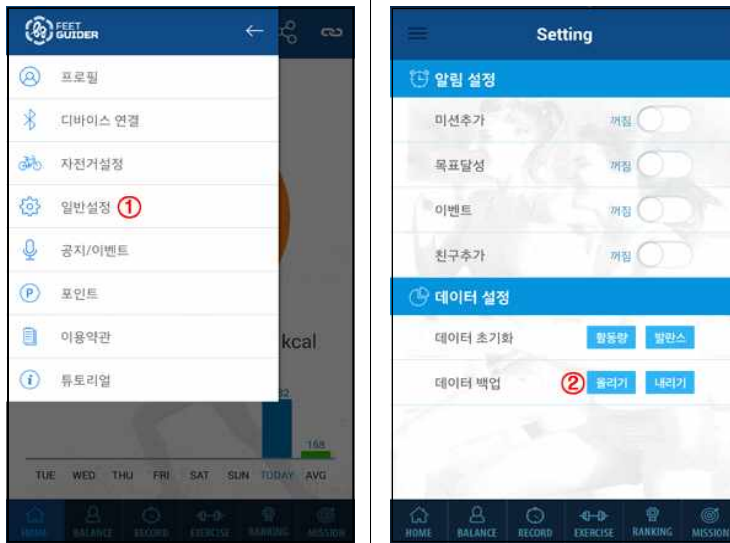 FEET
GUIDER
프로필
디바이스 연결
자전거설정
일반설정 ①
공지/이벤트
포인트
이용약관
튜토리얼
kcal
168
TUE WED THU FRI SAT SUN TODAY AVG
HOME BALANCE RECORD EXERCISE RANKING MISSION
Setting
알림 설정
미션추가 꺼짐
목표달성 꺼짐
이벤트 꺼짐
친구추가 꺼짐
데이터 설정
데이터 초기화 활동량 발란스
데이터 백업 ② 올리기 내리기
HOME BALANCE RECORD EXERCISE RANKING MISSION